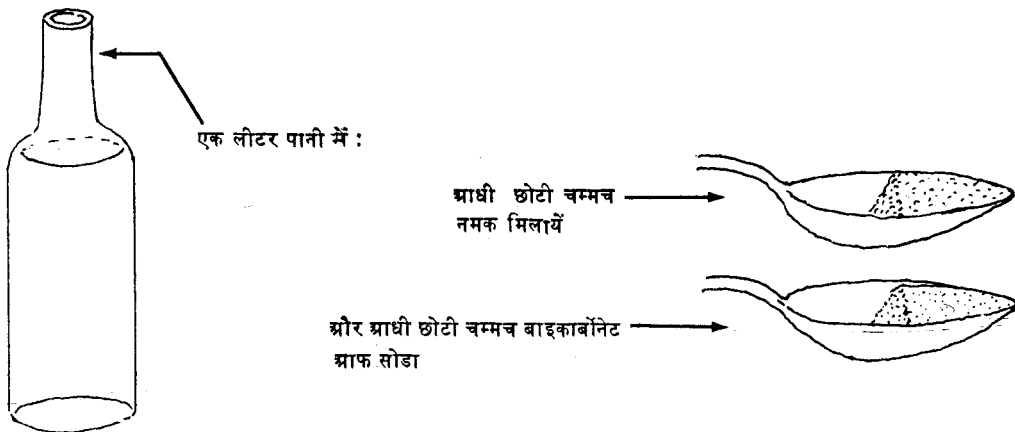 एक लीटर पानी में :
आधी छोटी चम्मच
नमक मिलायें
और आधी छोटी चम्मच बाइकार्बोनेट
आफ सोडा